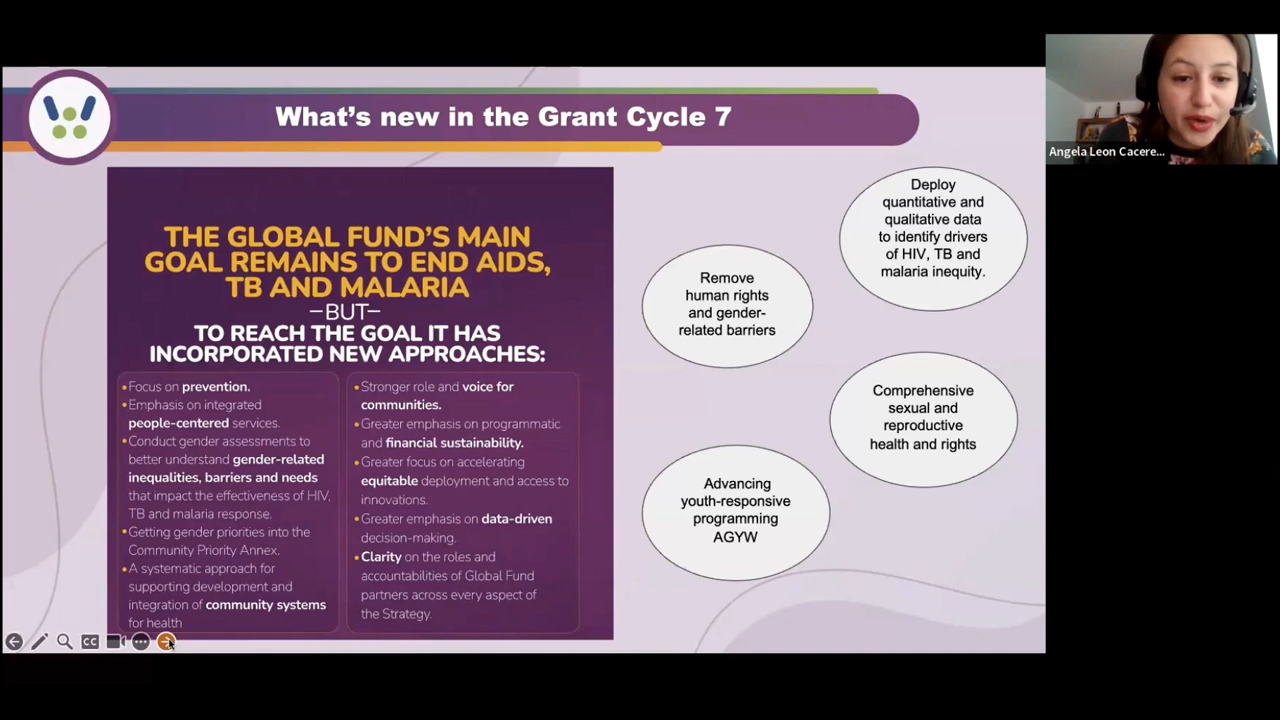 What's new in the Grant Cycle 7
THE GLOBAL FUND'S MAIN
GOAL REMAINS TO END AIDS,
TB AND MALARIA
–BUT–
TO REACH THE GOAL IT HAS
INCORPORATED NEW APPROACHES:
•Focus on prevention.
•Emphasis on integrated
people-centered services.
•Conduct gender assessments to
better understand gender-related
inequalities, barriers and needs
that impact the effectiveness of HIV,
TB and malaria response.
•Getting gender priorities into the
Community Priority Annex.
•A systematic approach for
supporting development and
integration of community systems
for health
•Stronger role and voice for
communities.
•Greater emphasis on programmatic
and financial sustainability.
•Greater focus on accelerating
equitable deployment and access to
innovations.
•Greater emphasis on data-driven
decision-making.
•Clarity on the roles and
accountabilities of Global Fund
partners across every aspect of
the Strategy.
Remove
human rights
and gender-
related barriers
Deploy
quantitative and
qualitative data
to identify drivers
of HIV, TB and
malaria inequity.
Comprehensive
sexual and
reproductive
health and rights
Advancing
youth-responsive
programming
AGYW
CC
Angela Leon Cacere...